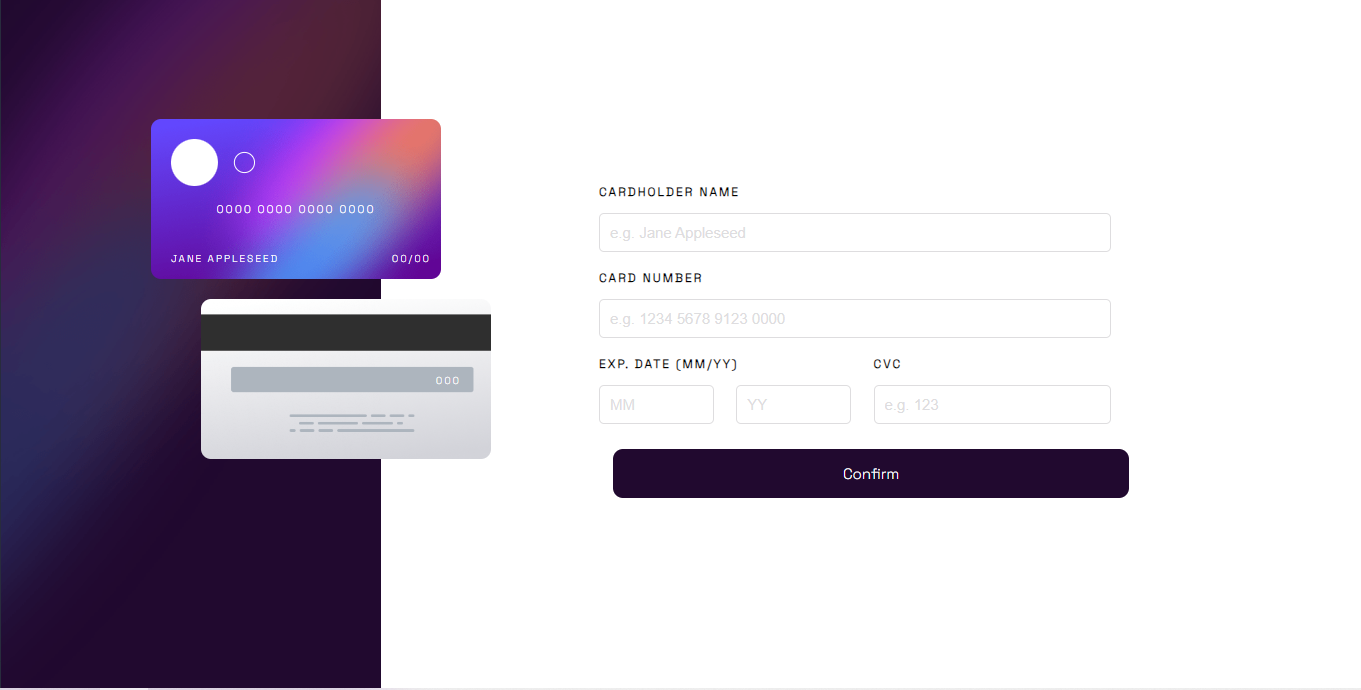 0000 0000 0000 0000
JANE APPLESEED 00/00
000
CARDHOLDER NAME
e.g. Jane Appleseed
CARD NUMBER
e.g. 1234 5678 9123 0000
EXP. DATE (MM/YY) CVC
MM YY e.g. 123
Confirm